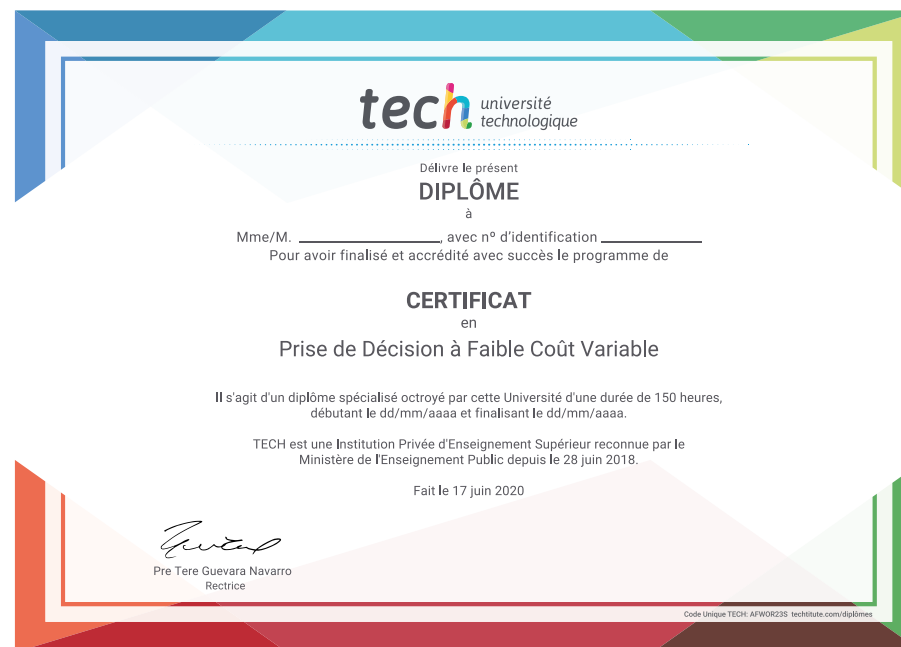 tech université
technologique
Délivre le présent
DIPLÔME
à
Mme/M. ____________________, avec nº d'identification ______________
Pour avoir finalisé et accrédité avec succès le programme de
CERTIFICAT
en
Prise de Décision à Faible Coût Variable
Il s'agit d'un diplôme spécialisé octroyé par cette Université d'une durée de 150 heures,
débutant le dd/mm/aaaa et finalisant le dd/mm/aaaa.
TECH est une Institution Privée d'Enseignement Supérieur reconnue par le
Ministère de l'Enseignement Public depuis le 28 juin 2018.
Fait le 17 juin 2020
Pre Tere Guevara Navarro
Rectrice
Code Unique TECH: AFWOR23S techtitute.com/diplômes